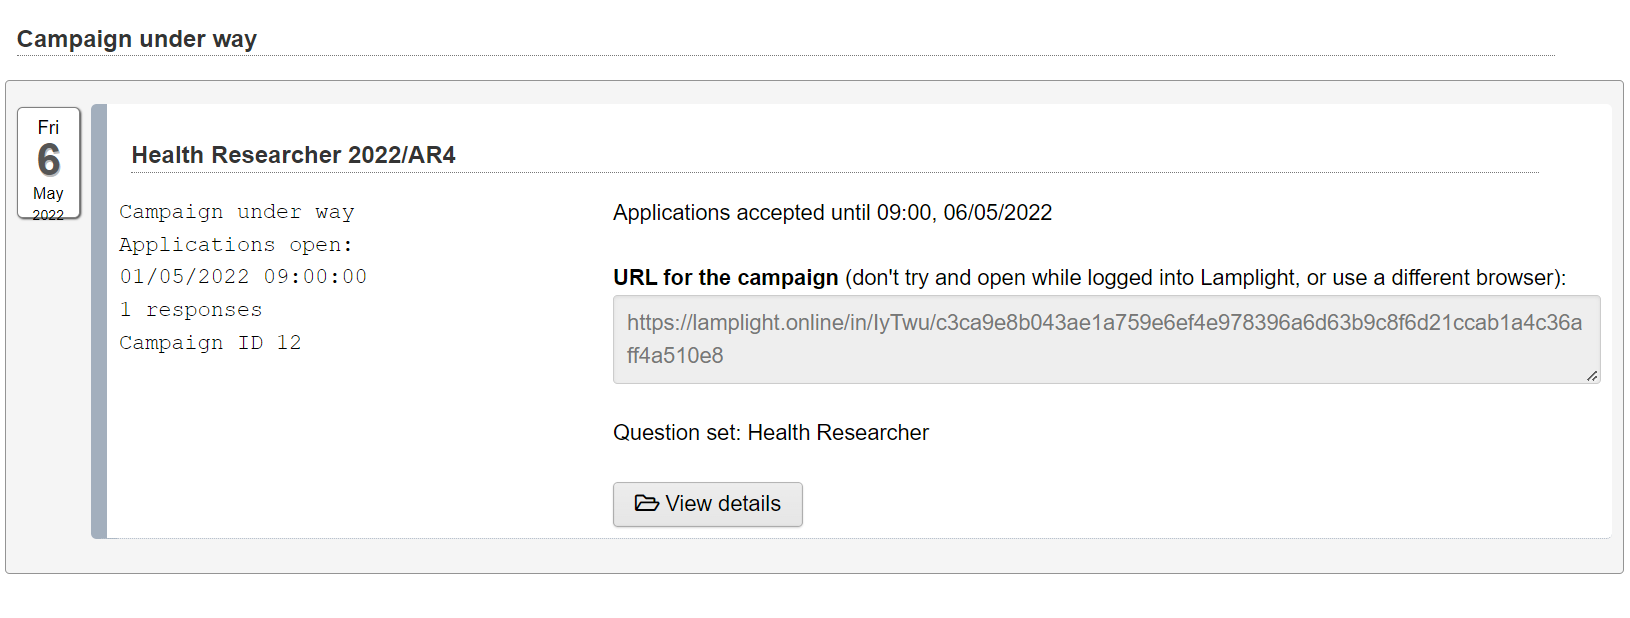 Campaign under way
Fri
6
May
2022
Health Researcher 2022/AR4
Campaign under way
Applications open:
01/05/2022 09:00:00
1 responses
Campaign ID 12
Applications accepted until 09:00, 06/05/2022
URL for the campaign (don't try and open while logged into Lamplight, or use a different browser):
https://lamplight.online/in/IyTwu/c3ca9e8b043ae1a759e6ef4e978396a6d63b9c8f6d21ccab1a4c36a
ff4a510e8
Question set: Health Researcher
View details